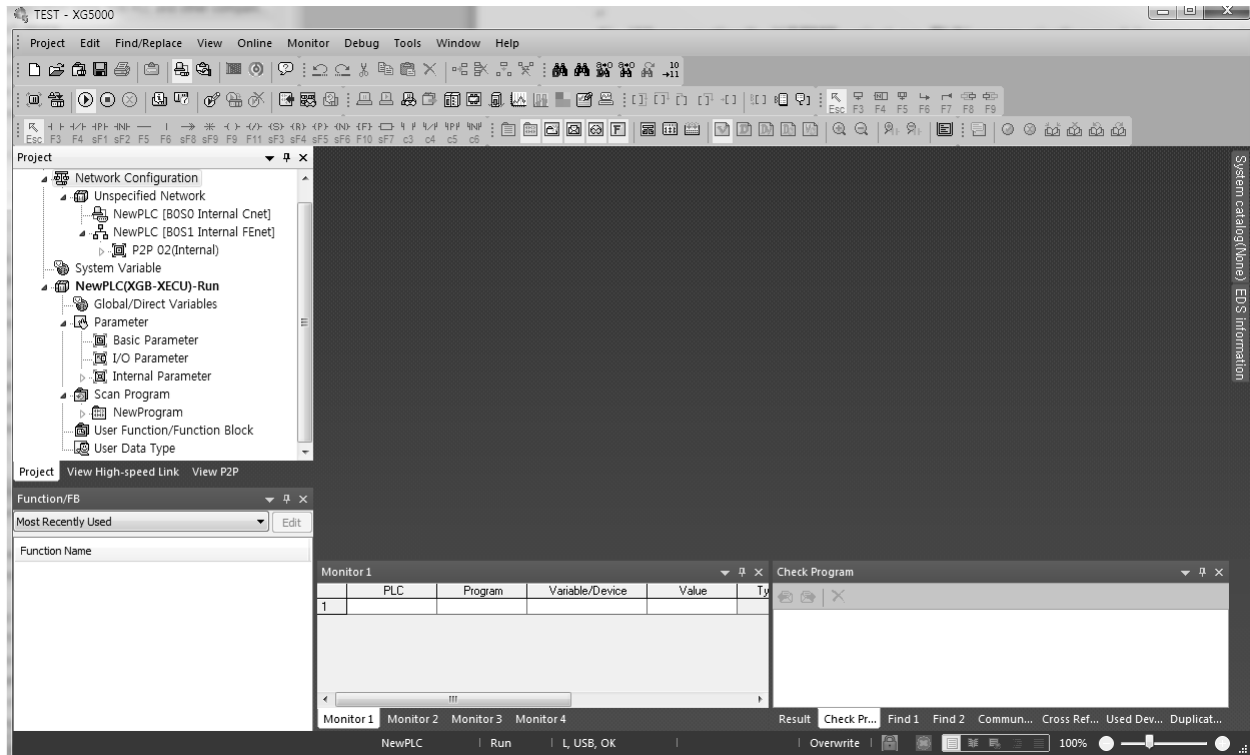 TEST - XG5000
Project Edit Find/Replace View Online Monitor Debug Tools Window Help
Esc F3 F4 F5 F6 F7 F8 F9
Esc F3 F4 sF1 sF2 F5 F6 sF8 sF9 F9 F11 sF3 sF4 sF5 sF6 F10 sF7 c3 c4 c5 c6
Project
Network Configuration
Unspecified Network
NewPLC [B0S0 Internal Cnet]
NewPLC [B0S1 Internal FEnet]
P2P 02(Internal)
System Variable
NewPLC(XGB-XECU)-Run
Global/Direct Variables
Parameter
Basic Parameter
I/O Parameter
Internal Parameter
Scan Program
NewProgram
User Function/Function Block
User Data Type
Project View High-speed Link View P2P
Function/FB
Most Recently Used Edit
Function Name
System catalog(None)
EDS information
Monitor 1
PLC Program Variable/Device Value Ty
1
Monitor 1 Monitor 2 Monitor 3 Monitor 4
Check Program
Result Check Pr... Find 1 Find 2 Commun... Cross Ref... Used Dev... Duplicat...
NewPLC Run L, USB, OK Overwrite 100%